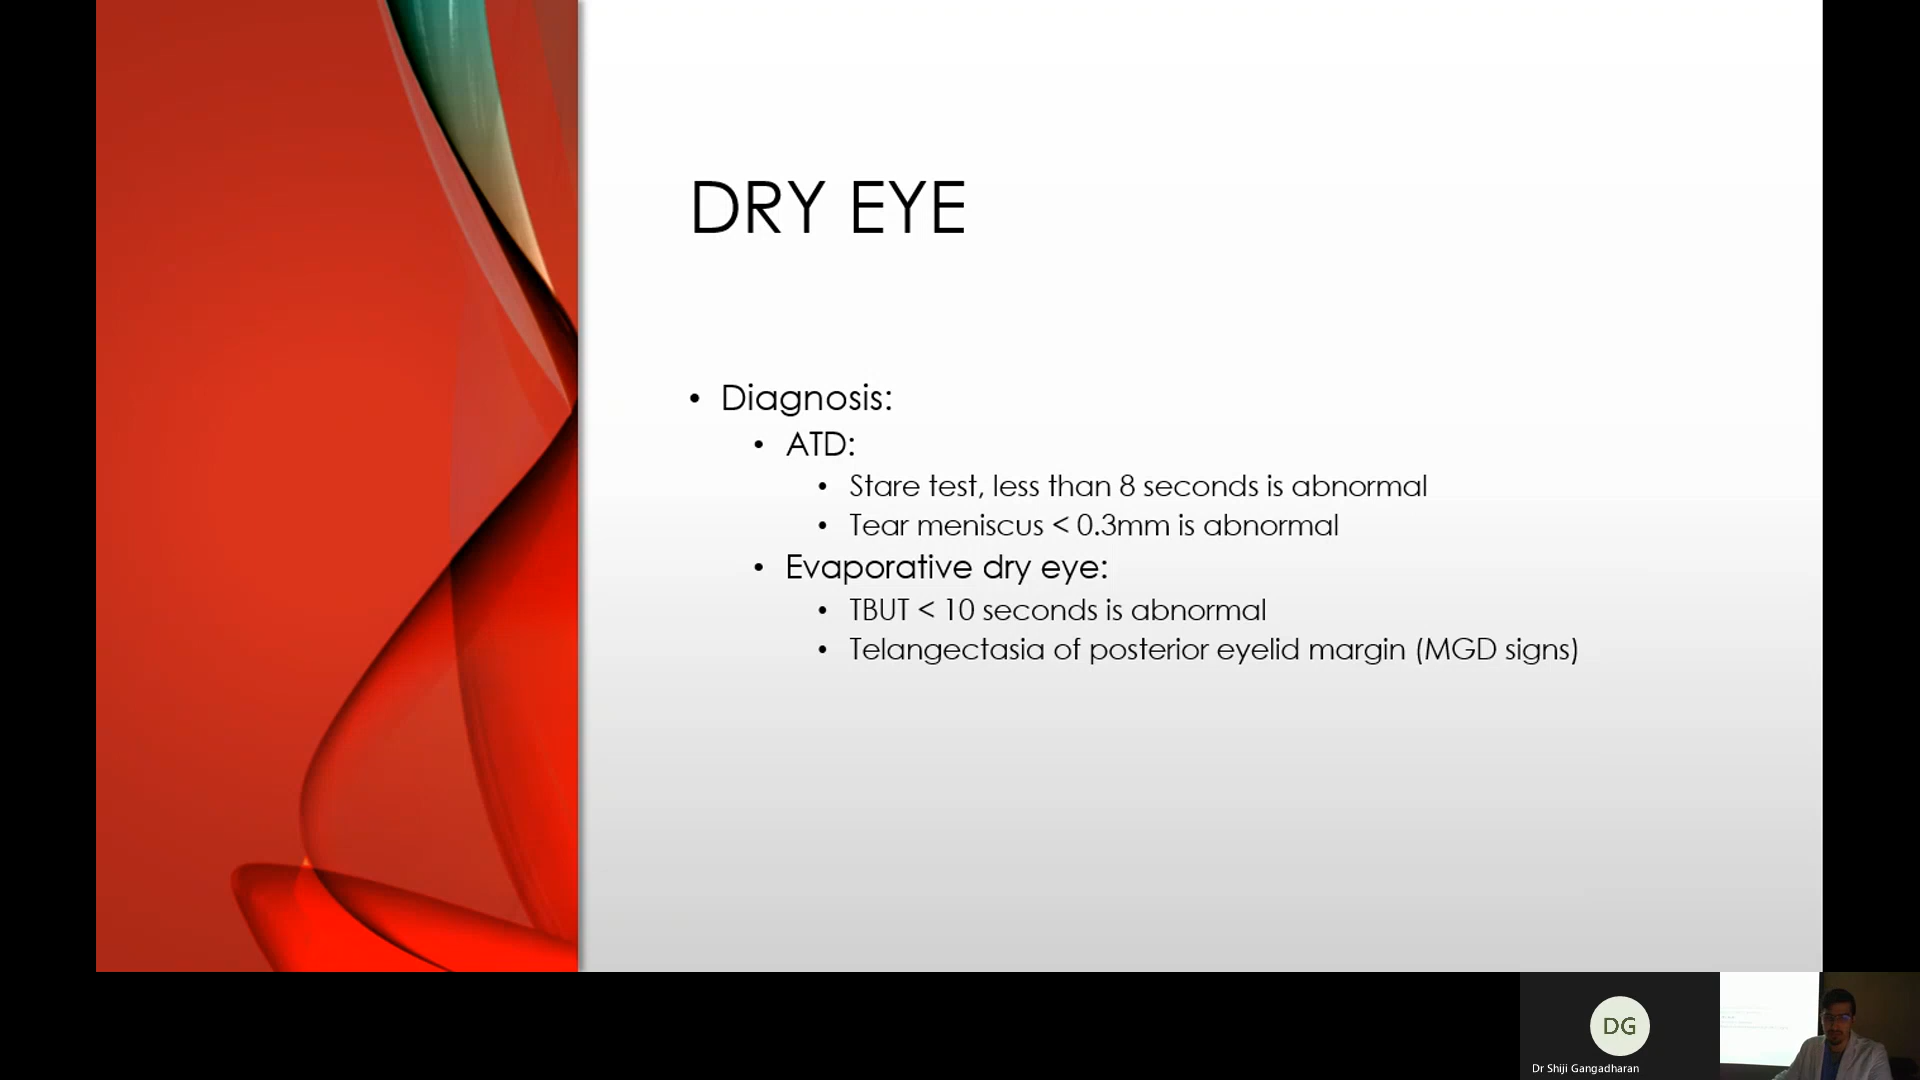 DRY EYE
• Diagnosis:
• ATD:
• Stare test, less than 8 seconds is abnormal
• Tear meniscus < 0.3mm is abnormal
• Evaporative dry eye:
• TBUT < 10 seconds is abnormal
• Telangectasia of posterior eyelid margin (MGD signs)
DG
Dr Shiji Gangadharan